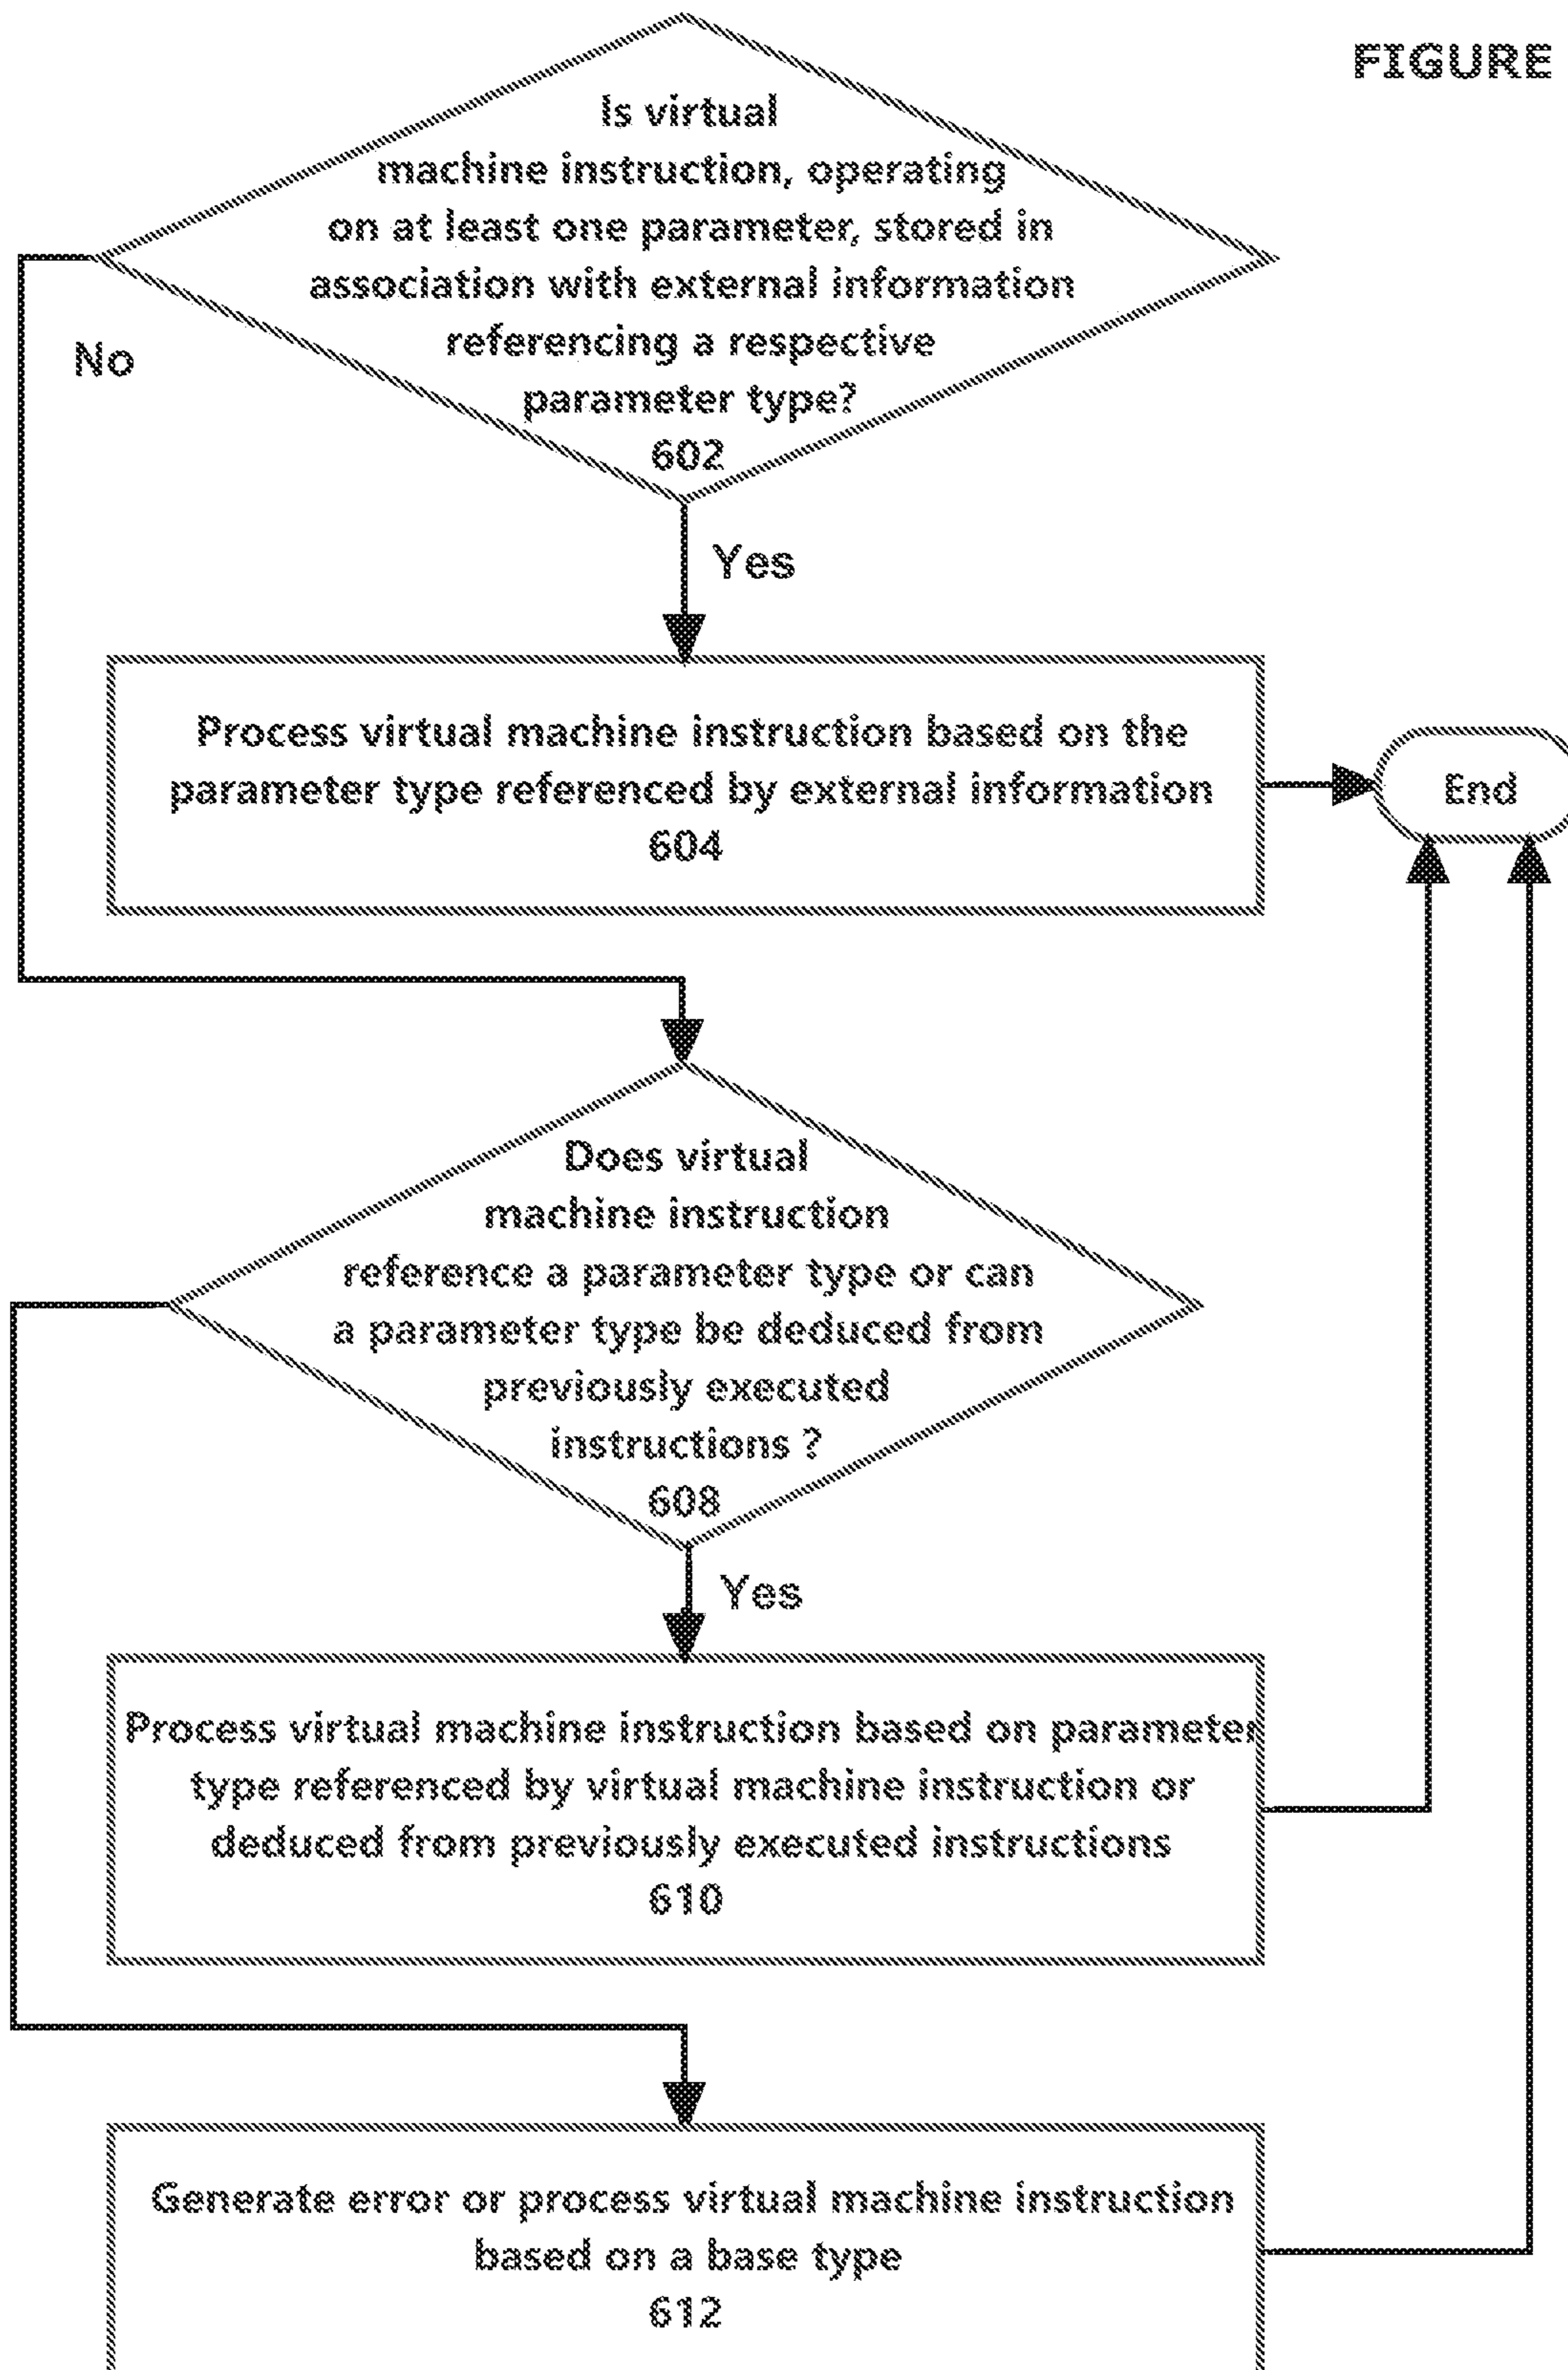 FIGURE
Is virtual
machine instruction, operating
on at least one parameter, stored in
association with external information
referencing a respective
parameter type?
602
No
Yes
Process virtual machine instruction based on the
parameter type referenced by external information
604
End
Does virtual
machine instruction
reference a parameter type or can
a parameter type be deduced from
previously executed
instructions ?
608
Yes
Process virtual machine instruction based on parameter
type referenced by virtual machine instruction or
deduced from previously executed instructions
610
Generate error or process virtual machine instruction
based on a base type
612